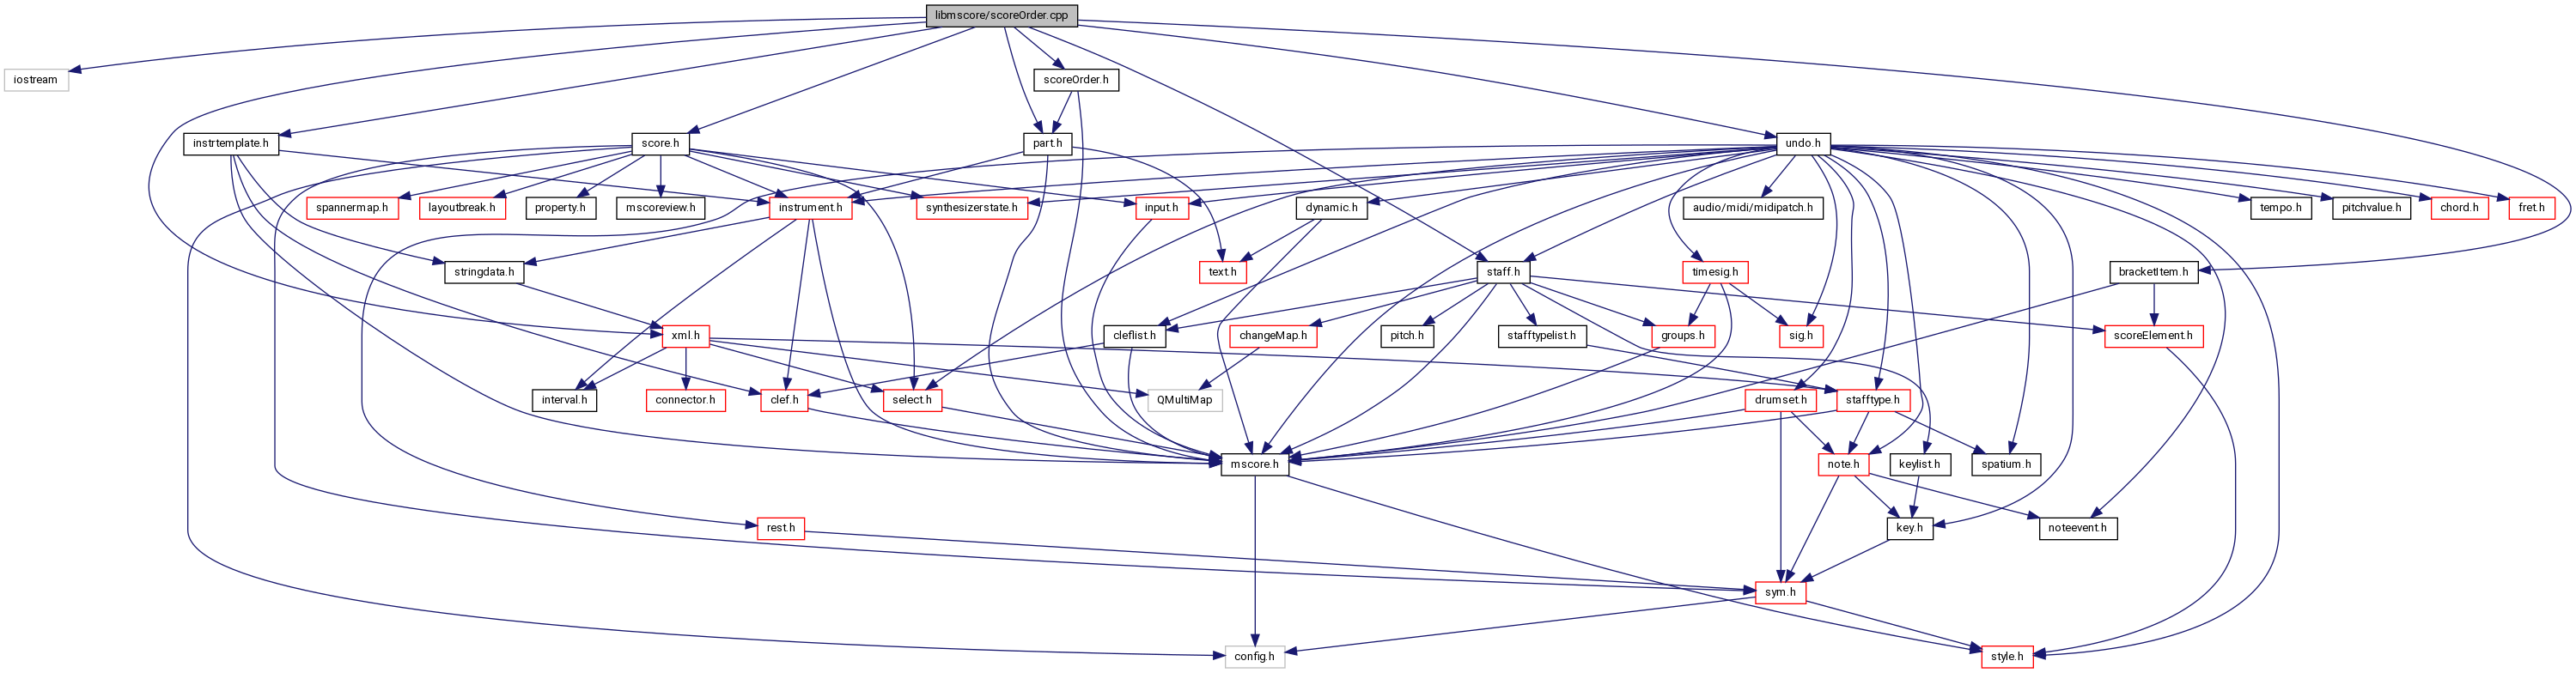 libmscore/scoreOrder.cpp
iostream
scoreOrder.h
instrtemplate.h
score.h
part.h
undo.h
spannermap.h
layoutbreak.h
property.h
mscoreview.h
instrument.h
synthesizerstate.h
input.h
dynamic.h
audio/midi/midipatch.h
tempo.h
pitchvalue.h
chord.h
fret.h
stringdata.h
text.h
staff.h
timesig.h
bracketItem.h
xml.h
cleflist.h
changeMap.h
pitch.h
stafftypelist.h
groups.h
sig.h
scoreElement.h
interval.h
connector.h
clef.h
select.h
QMultiMap
drumset.h
stafftype.h
mscore.h
note.h
keylist.h
spatium.h
rest.h
key.h
noteevent.h
sym.h
config.h
style.h